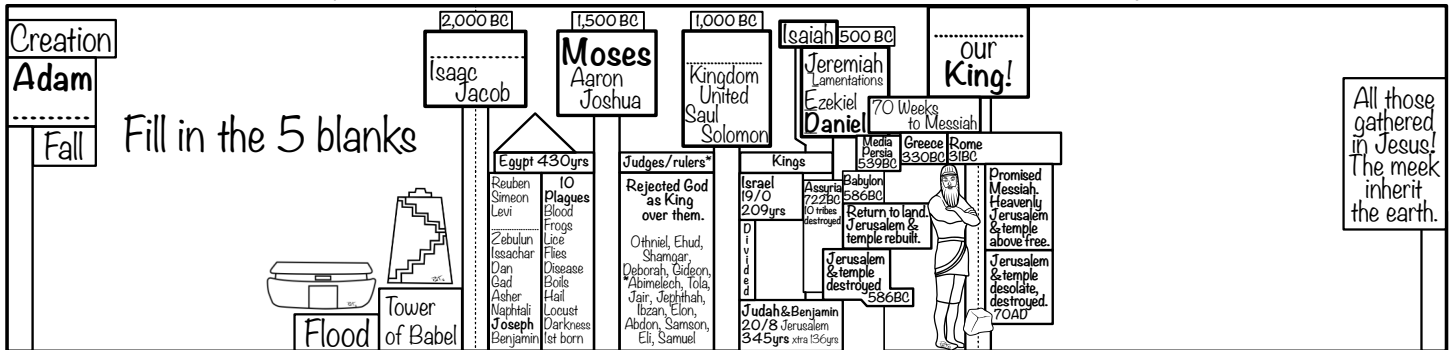 Creation
Adam
Fall
Fill in the 5 blanks
Flood
Tower
of Babel
2,000 BC
Isaac
Jacob
Egypt 430yrs
Reuben
Simeon
Levi
Zebulun
Issachar
Dan
Gad
Asher
Naphtali
Joseph
Benjamin
10
Plagues
Blood
Frogs
Lice
Flies
Disease
Boils
Hail
Locust
Darkness
1st born
1,500 BC
Moses
Aaron
Joshua
Judges/rulers*
Rejected God
as King
over them.
Othniel, Ehud,
Shamgar,
Deborah, Gideon,
*Abimelech, Tola,
Jair, Jephthah,
Ibzan, Elon,
Abdon, Samson,
Eli, Samuel
1,000 BC
Kingdom
United
Saul
Solomon
Kings
Israel
19/0
209yrs
Divided
Judah & Benjamin
20/8 Jerusalem
345yrs xtra 136yrs
Assyria
722BC
10 tribes
destroyed
Isaiah 500 BC
Jeremiah
Lamentations
Ezekiel
Daniel
70 Weeks
to Messiah
Babylon
586BC
Media
Persia
539BC
Greece
330BC
Rome
31BC
Return to land.
Jerusalem &
temple rebuilt.
Jerusalem
& temple
destroyed
586BC
our
King!
Promised
Messiah.
Heavenly
Jerusalem
& temple
above free.
Jerusalem
& temple
desolate,
destroyed.
70AD
All those
gathered
in Jesus!
The meek
inherit
the earth.